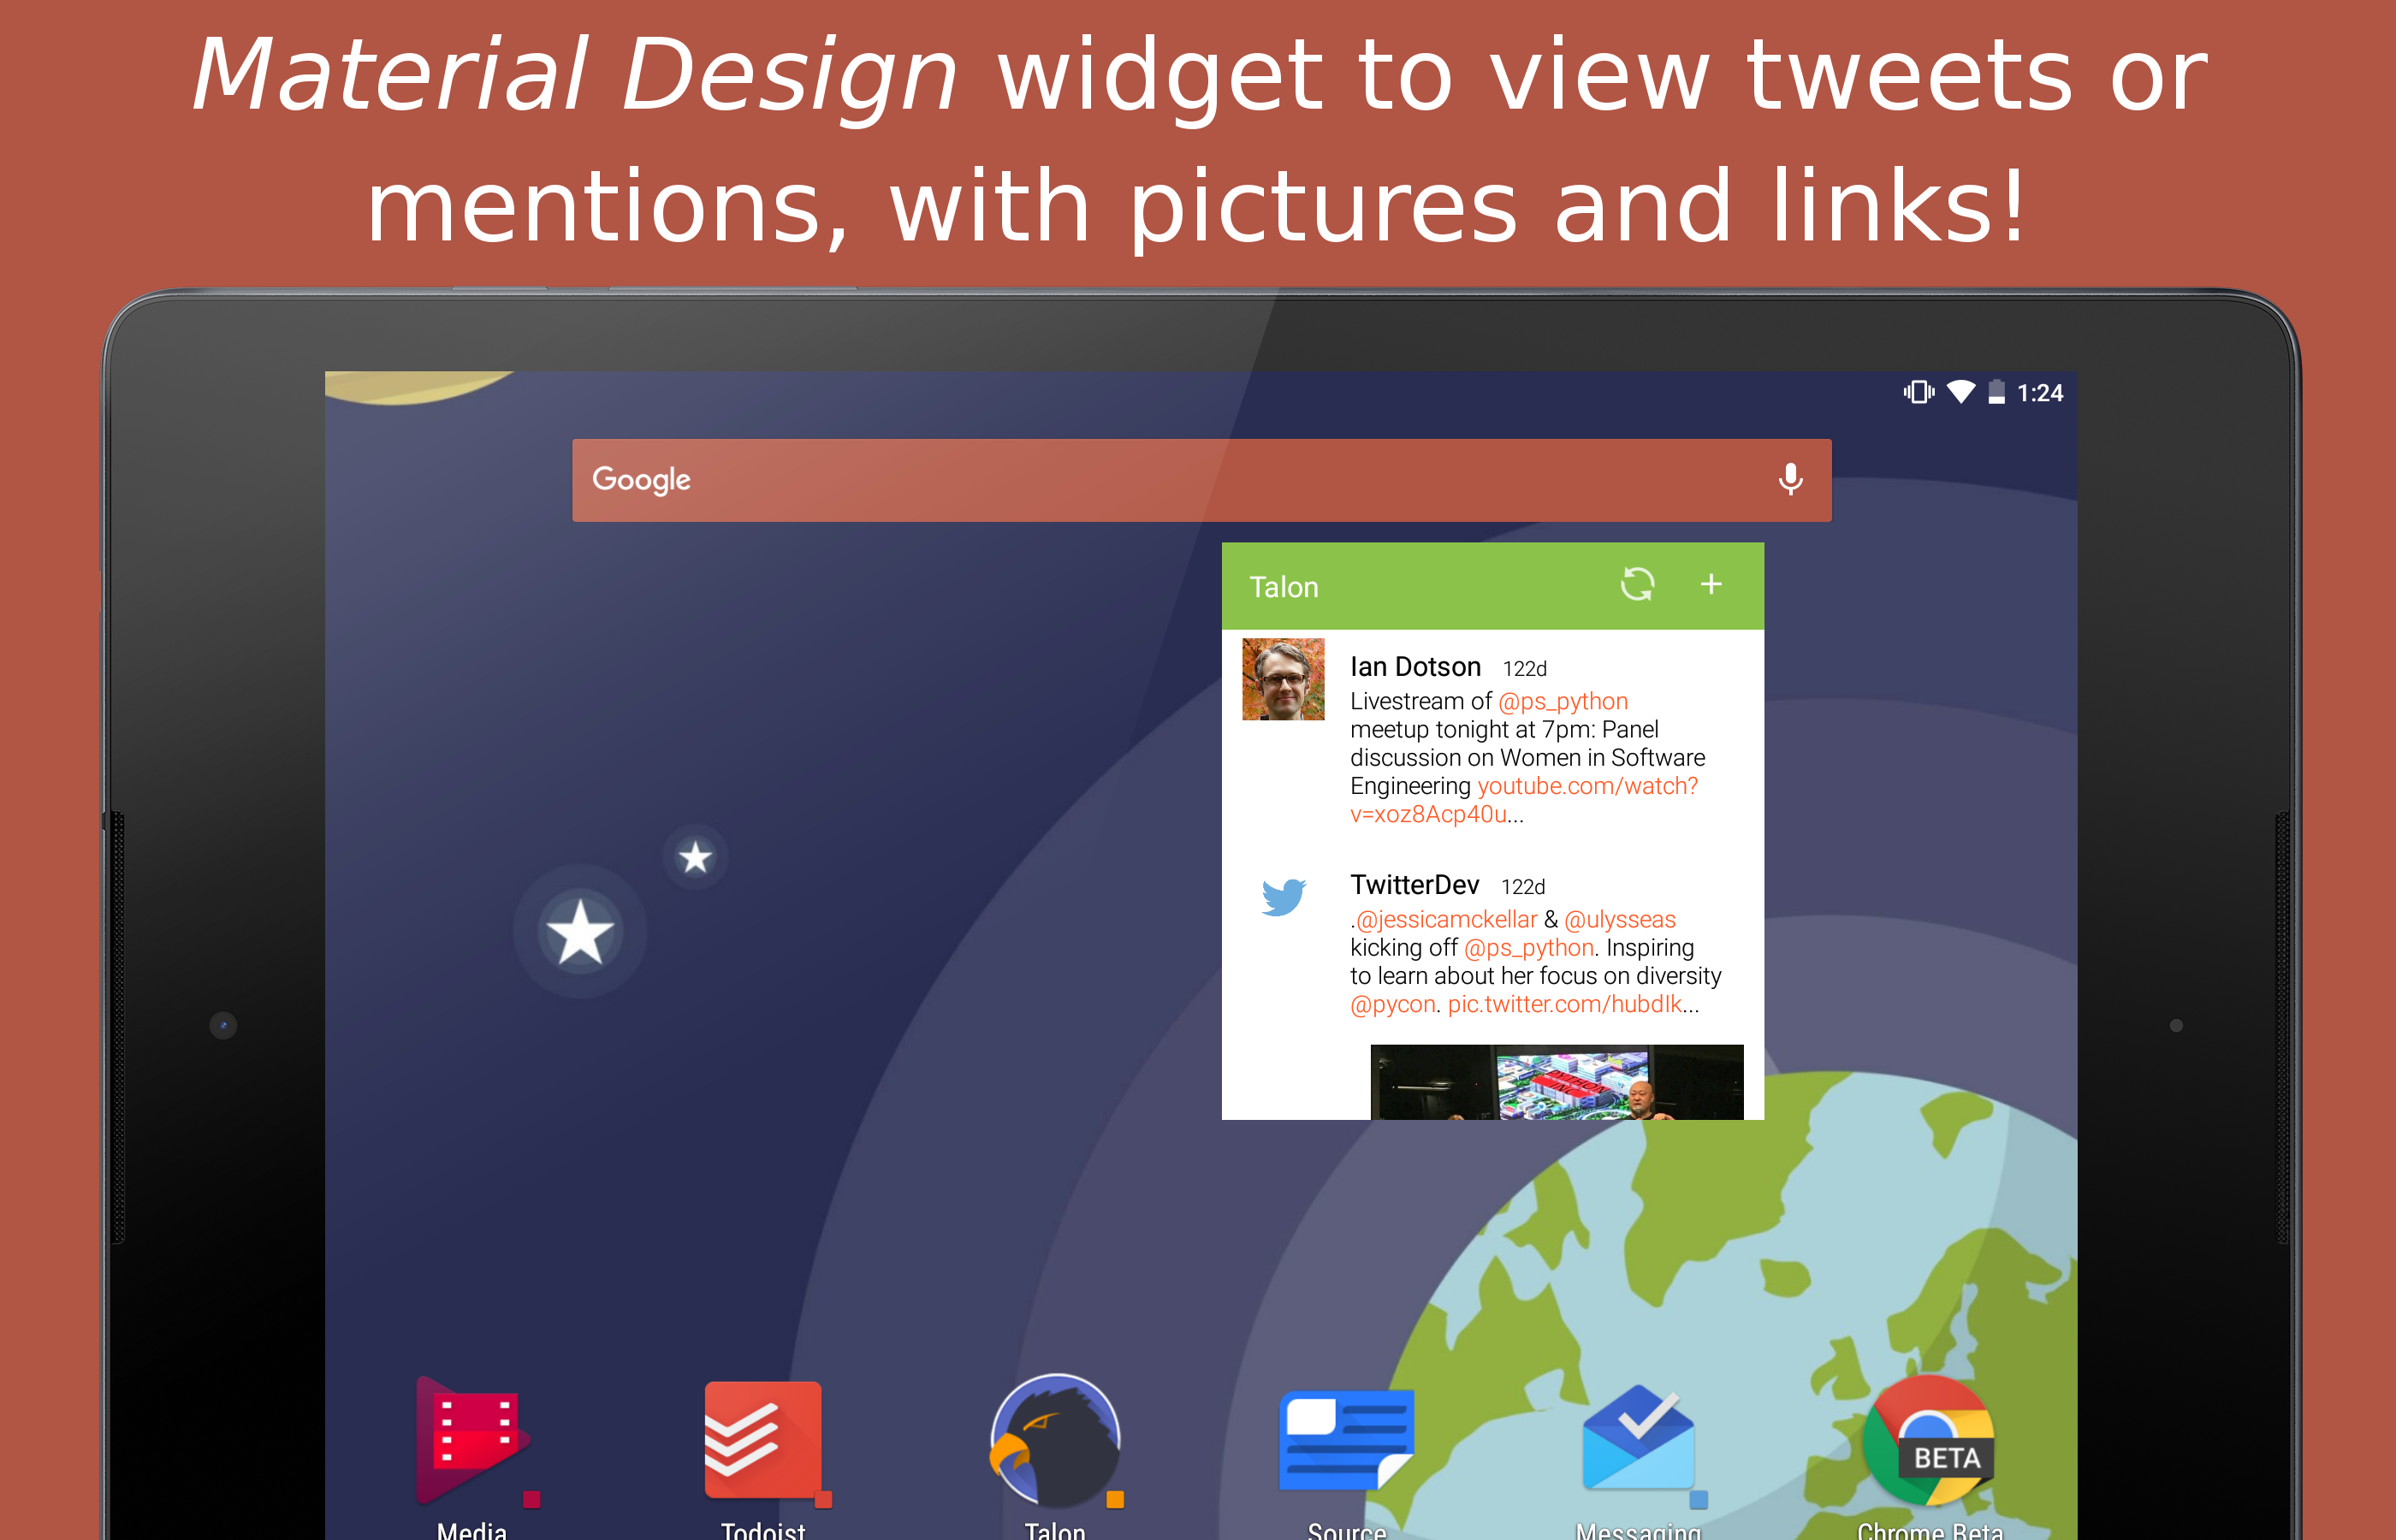 Material Design widget to view tweets or
mentions, with pictures and links!
1:24
Google
Talon
Ian Dotson 122d
Livestream of @ps_python
meetup tonight at 7pm: Panel
discussion on Women in Software
Engineering youtube.com/watch?
v=xoz8Acp40u...
TwitterDev 122d
.@jessicamckellar & @ulysseas
kicking off @ps_python. Inspiring
to learn about her focus on diversity
@pycon. pic.twitter.com/hubdIk...
PYTHON
BETA
Media Todoist Talon Source Messaging Chrome Beta